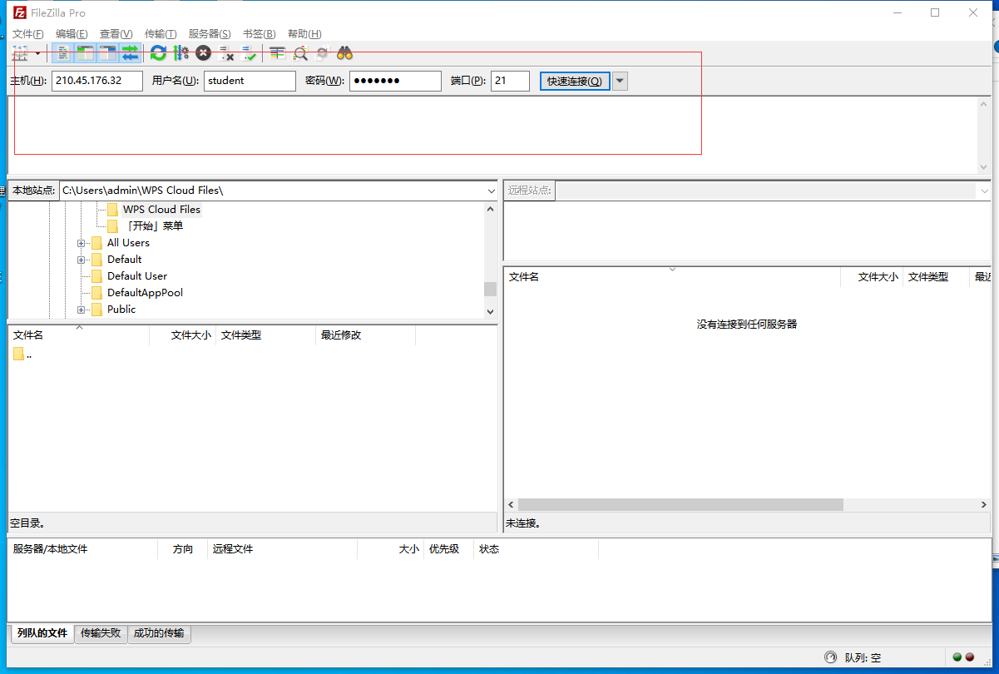 FileZilla Pro
文件(F) 编辑(E) 查看(V) 传输(T) 服务器(S) 书签(B) 帮助(H)
主机(H): 210.45.176.32 用户名(U): student 密码(W): ●●●●●●● 端口(P): 21 快速连接(Q)
本地站点: C:\Users\admin\WPS Cloud Files\
WPS Cloud Files
「开始」菜单
All Users
Default
Default User
DefaultAppPool
Public
文件名 文件大小 文件类型 最近修改
..
空目录。
远程站点:
文件名 文件大小 文件类型 最近
没有连接到任何服务器
未连接。
服务器/本地文件 方向 远程文件 大小 优先级 状态
列队的文件 传输失败 成功的传输
队列: 空